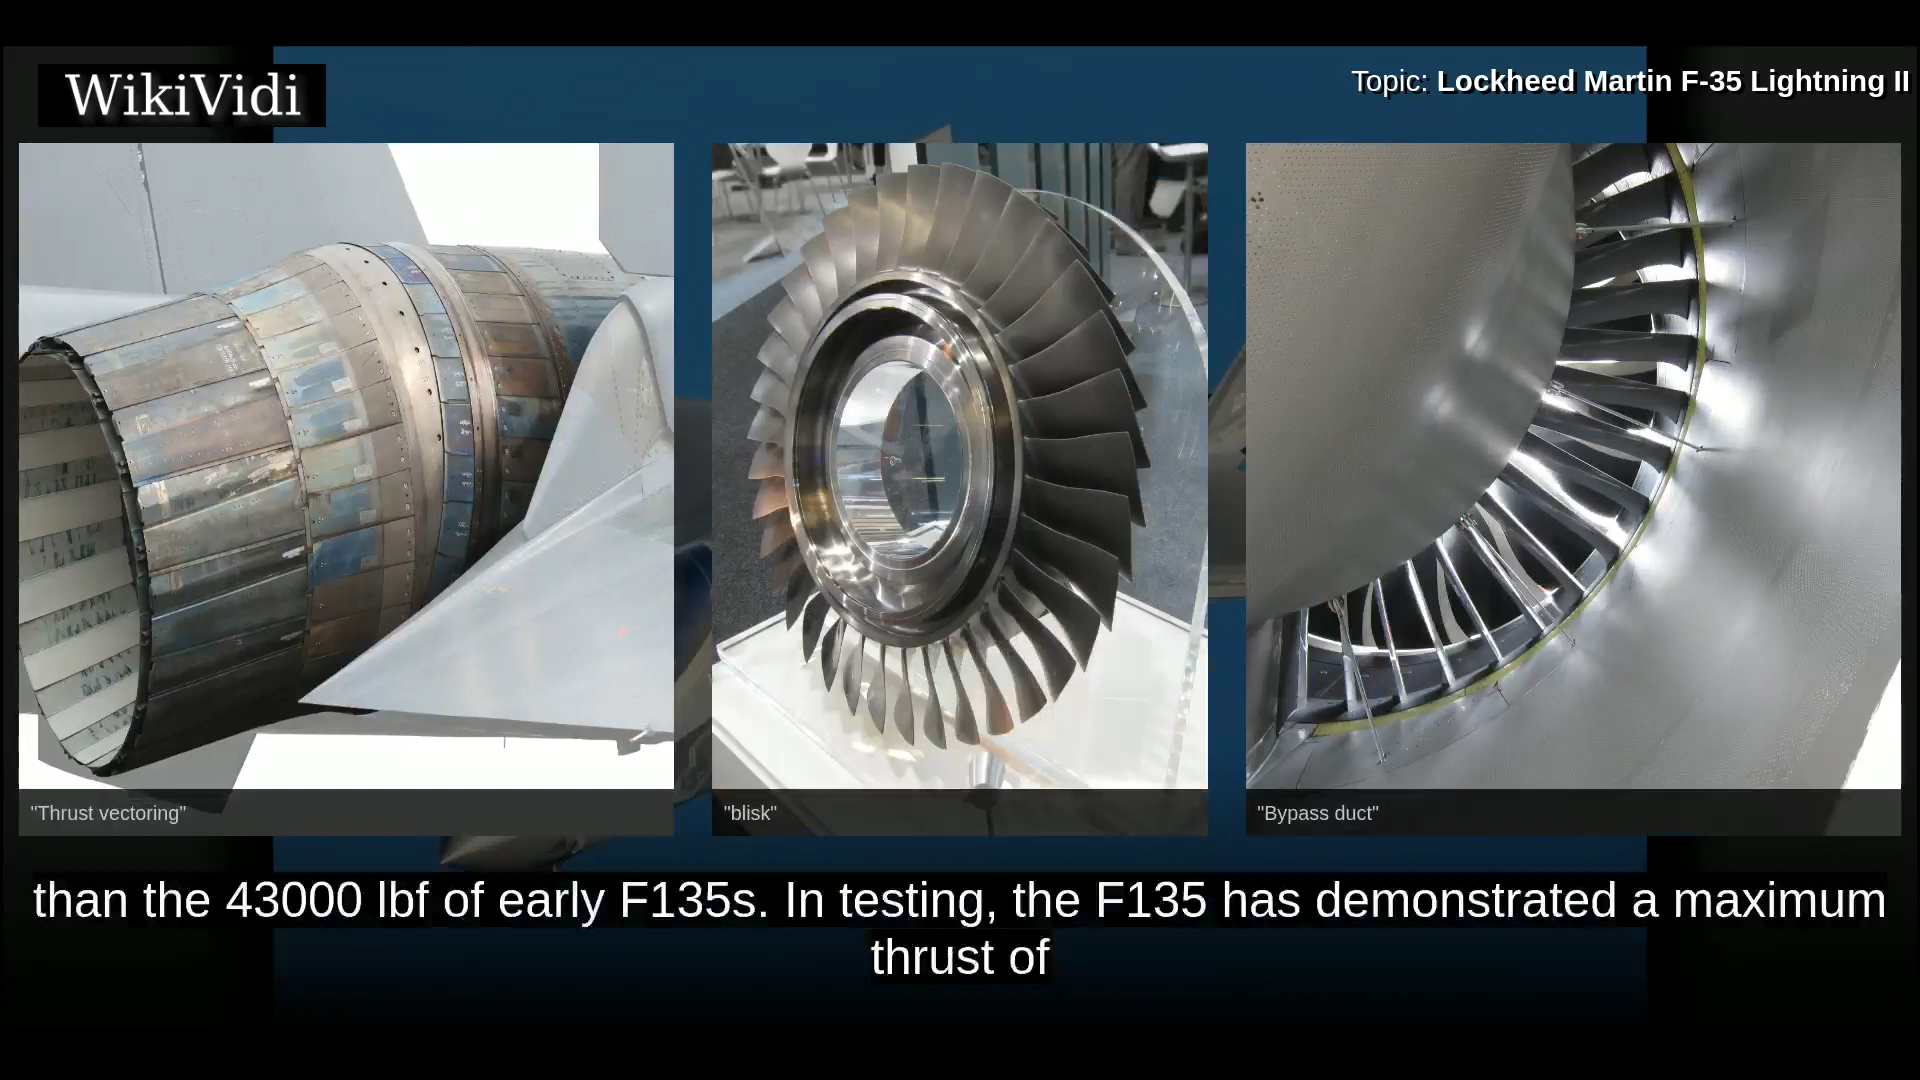 WikiVidi
Topic: Lockheed Martin F-35 Lightning II
"Thrust vectoring"
"blisk"
"Bypass duct"
than the 43000 lbf of early F135s. In testing, the F135 has demonstrated a maximum
thrust of